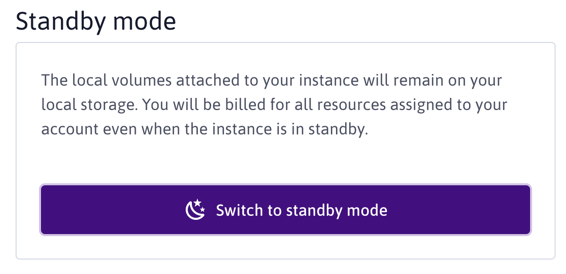 Standby mode
The local volumes attached to your instance will remain on your
local storage. You will be billed for all resources assigned to your
account even when the instance is in standby.
Switch to standby mode